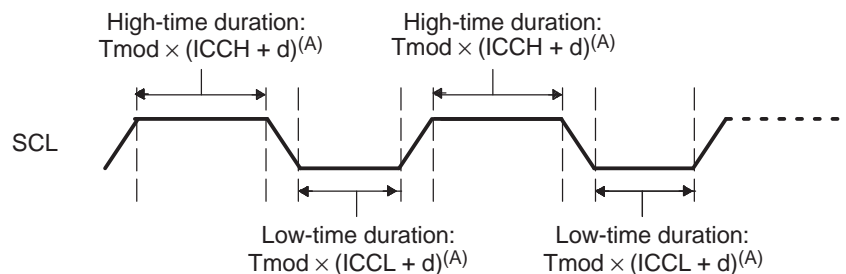 High-time duration:
Tmod × (ICCH + d)(A)
High-time duration:
Tmod × (ICCH + d)(A)
SCL
Low-time duration:
Tmod × (ICCL + d)(A)
Low-time duration:
Tmod × (ICCL + d)(A)